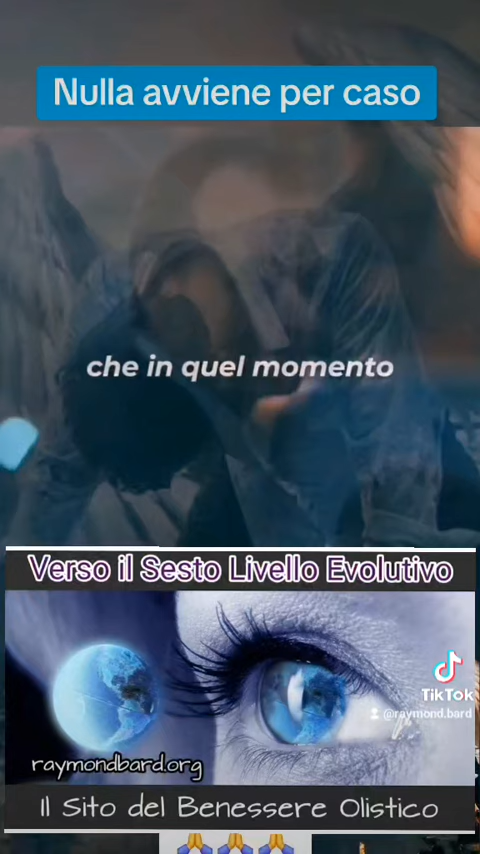 Nulla avviene per caso
che in quel momento
Verso il Sesto Livello Evolutivo
TikTok
@raymond.bard
raymondbard.org
Il Sito del Benessere Olistico